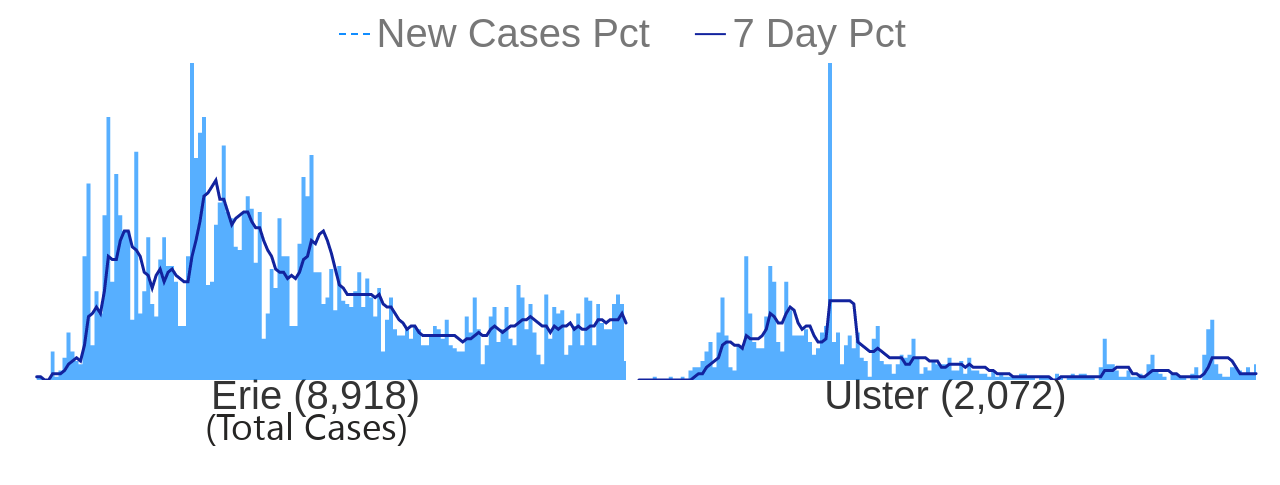 New Cases Pct 7 Day Pct
Erie (8,918)
(Total Cases)
Ulster (2,072)